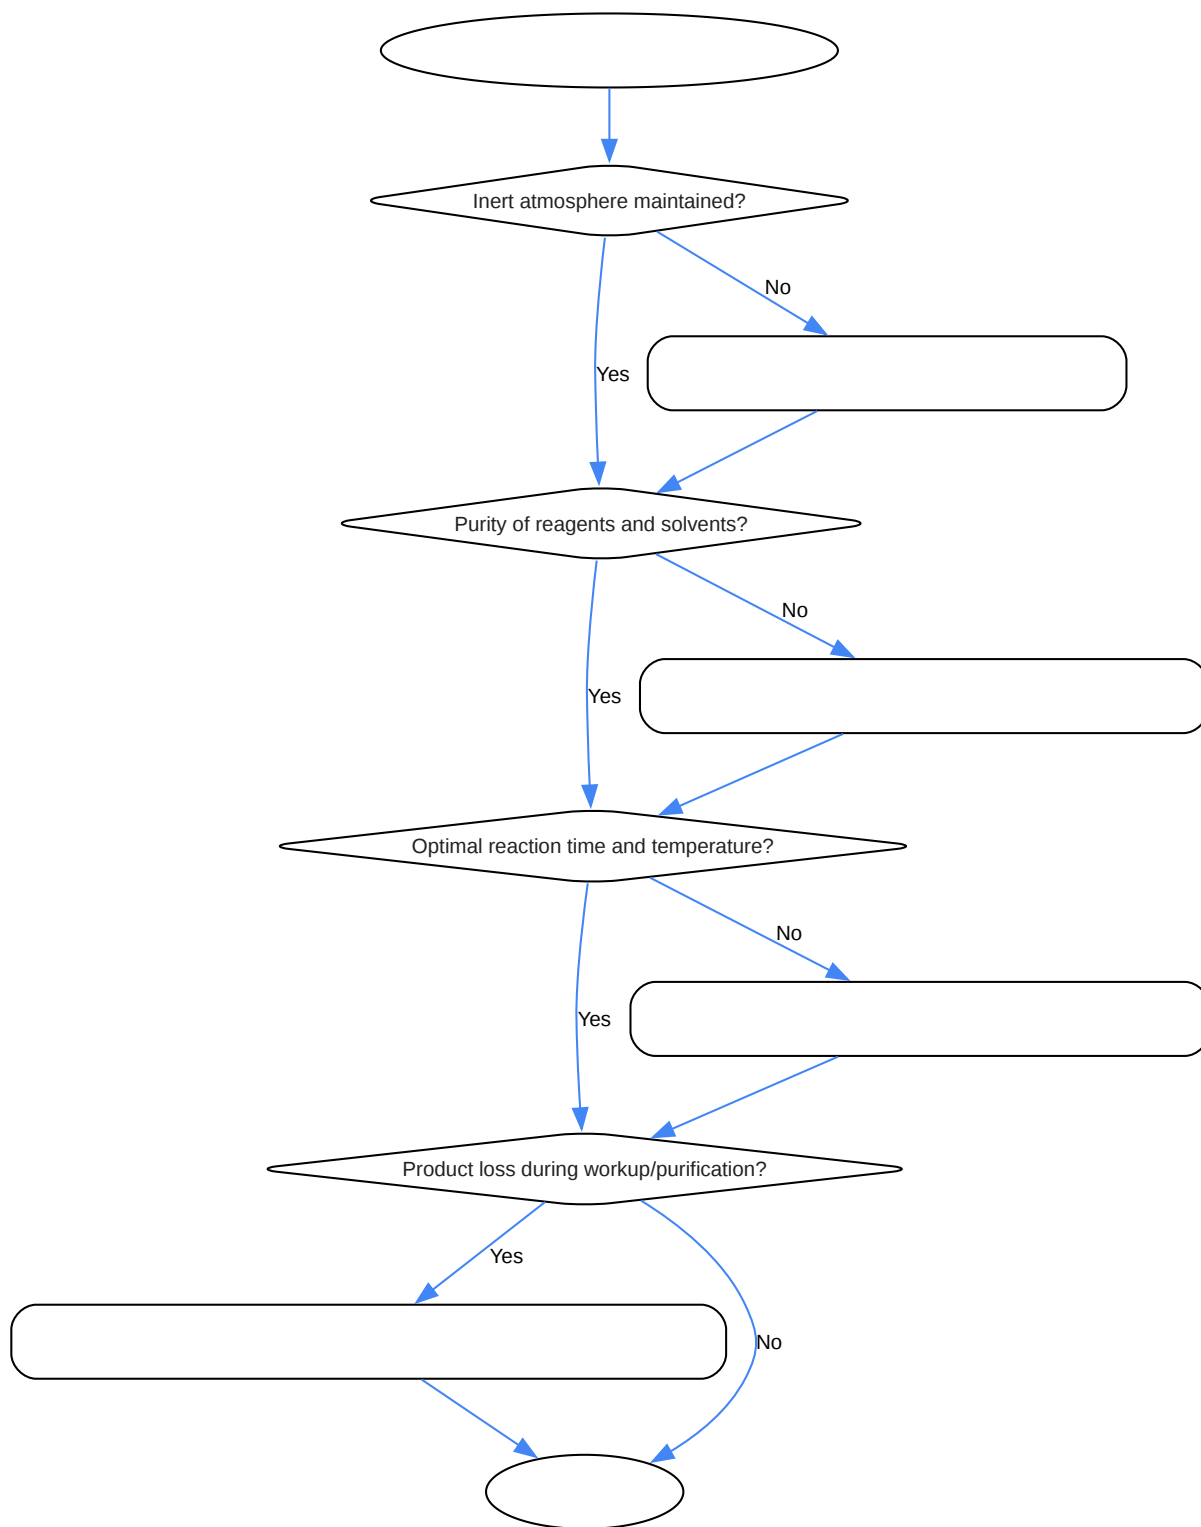 Inert atmosphere maintained?
No
Yes
Purity of reagents and solvents?
No
Yes
Optimal reaction time and temperature?
No
Yes
Product loss during workup/purification?
Yes
No